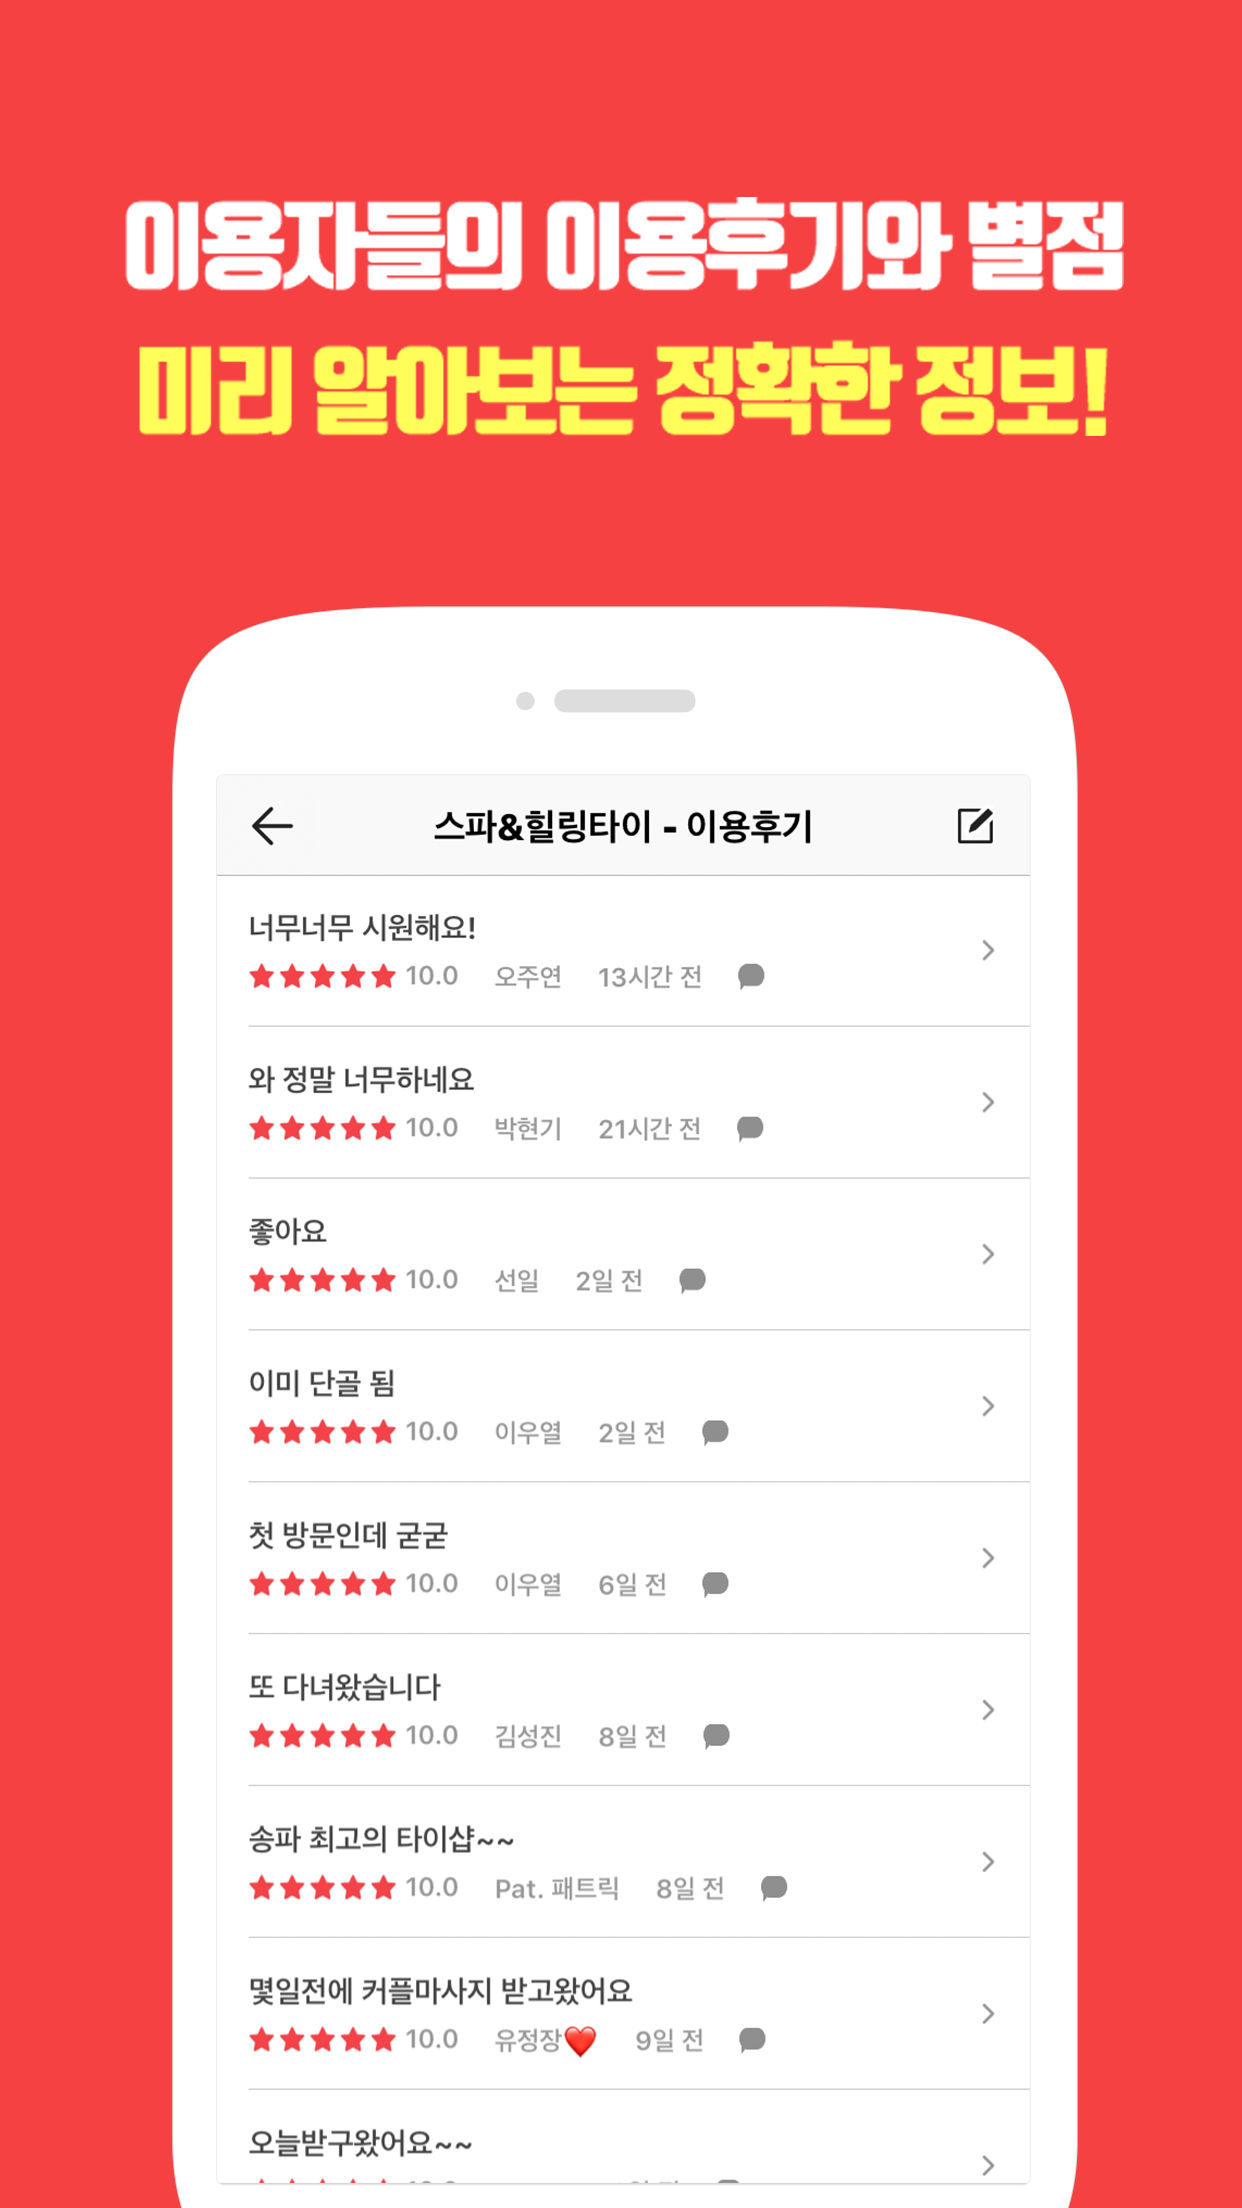 이용자들의 이용후기와 별점
미리 알아보는 정확한 정보!
스파&힐링타이 - 이용후기
너무너무 시원해요!
10.0 오주연 13시간 전
와 정말 너무하네요
10.0 박현기 21시간 전
좋아요
10.0 선일 2일 전
이미 단골 됨
10.0 이우열 2일 전
첫 방문인데 굳굳
10.0 이우열 6일 전
또 다녀왔습니다
10.0 김성진 8일 전
송파 최고의 타이샵~~
10.0 Pat. 패트릭 8일 전
몇일전에 커플마사지 받고왔어요
10.0 유정장❤️ 9일 전
오늘받구왔어요~~